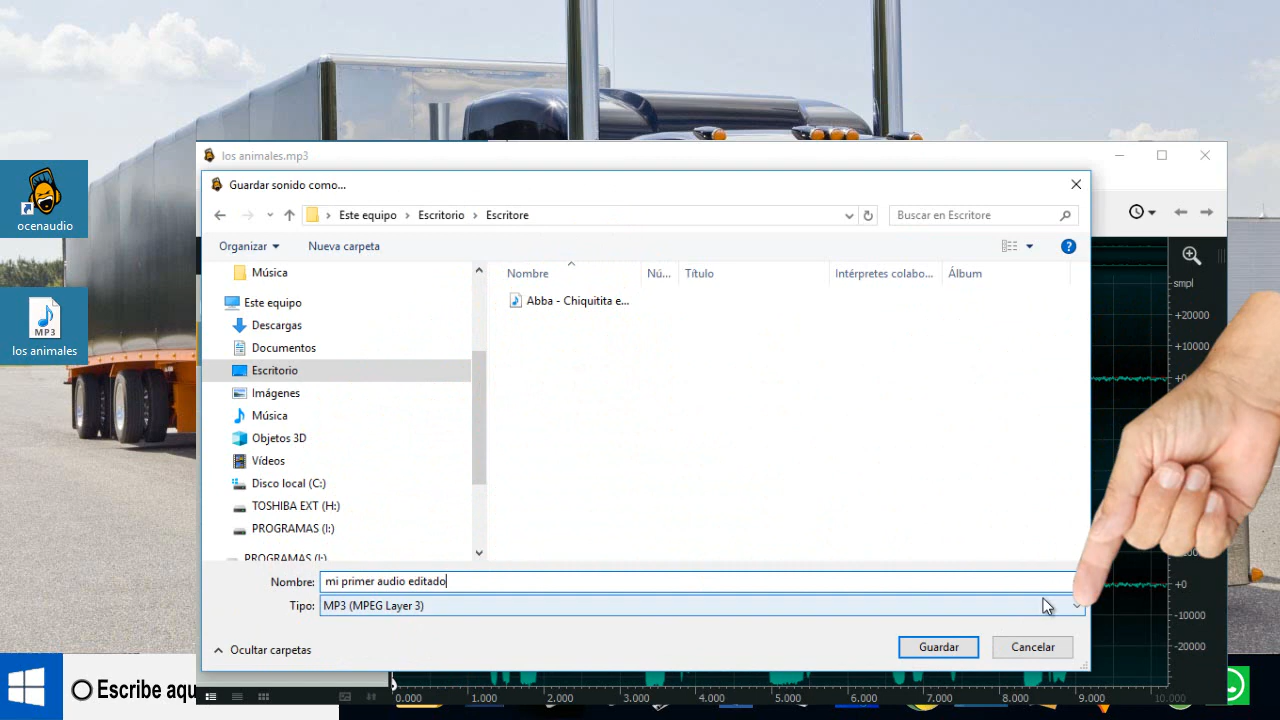 los animales.mp3
Guardar sonido como...
Este equipo
Escritorio
Escritore
Buscar en Escritore
Organizar
Nueva carpeta
Música
Este equipo
Descargas
Documentos
Escritorio
Imágenes
Música
Objetos 3D
Vídeos
Disco local (C:)
TOSHIBA EXT (H:)
PROGRAMAS (I:)
PROGRAMAS (I:)
Nombre
Nú...
Título
Intérpretes colabo...
Álbum
Abba - Chiquitita e...
Nombre:
mi primer audio editado
Tipo:
MP3 (MPEG Layer 3)
Ocultar carpetas
Guardar
Cancelar
ocenaudio
MP3
los animales
smpl
+20000
+10000
+0
+0
-10000
-20000
0.000
1.000
2.000
3.000
4.000
5.000
6.000
7.000
8.000
9.000
10.000
Escribe aqu